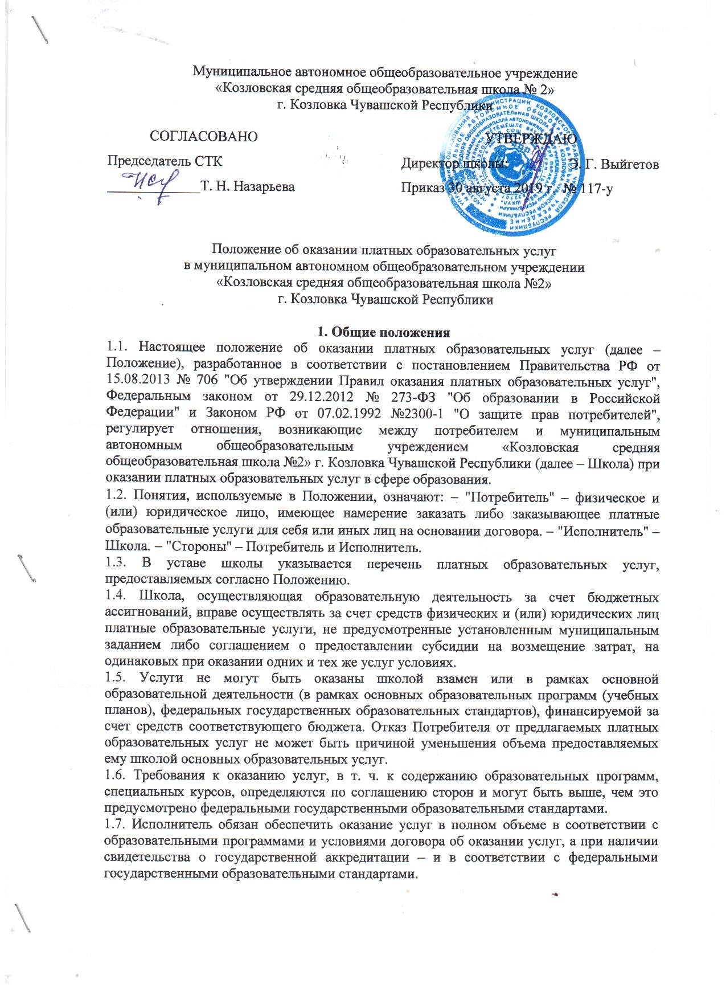 Муниципальное автономное общеобразовательное учреждение
«Козловская средняя общеобразовательная школа № 2»
г. Козловка Чувашской Республики
СОГЛАСОВАНО
Председатель СТК
Т. Н. Назарьева
УТВЕРЖДАЮ
Директор школы: Э. Г. Выйгетов
Приказ 30 августа 2019 г. № 117-у
Положение об оказании платных образовательных услуг
в муниципальном автономном общеобразовательном учреждении
«Козловская средняя общеобразовательная школа №2»
г. Козловка Чувашской Республики
1. Общие положения
1.1. Настоящее положение об оказании платных образовательных услуг (далее –
Положение), разработанное в соответствии с постановлением Правительства РФ от
15.08.2013 № 706 "Об утверждении Правил оказания платных образовательных услуг",
Федеральным законом от 29.12.2012 № 273-ФЗ "Об образовании в Российской
Федерации" и Законом РФ от 07.02.1992 №2300-1 "О защите прав потребителей",
регулирует отношения, возникающие между потребителем и муниципальным
автономным общеобразовательным учреждением «Козловская средняя
общеобразовательная школа №2» г. Козловка Чувашской Республики (далее – Школа) при
оказании платных образовательных услуг в сфере образования.
1.2. Понятия, используемые в Положении, означают: – "Потребитель" – физическое и
(или) юридическое лицо, имеющее намерение заказать либо заказывающее платные
образовательные услуги для себя или иных лиц на основании договора. – "Исполнитель" –
Школа. – "Стороны" – Потребитель и Исполнитель.
1.3. В уставе школы указывается перечень платных образовательных услуг,
предоставляемых согласно Положению.
1.4. Школа, осуществляющая образовательную деятельность за счет бюджетных
ассигнований, вправе осуществлять за счет средств физических и (или) юридических лиц
платные образовательные услуги, не предусмотренные установленным муниципальным
заданием либо соглашением о предоставлении субсидии на возмещение затрат, на
одинаковых при оказании одних и тех же услуг условиях.
1.5. Услуги не могут быть оказаны школой взамен или в рамках основной
образовательной деятельности (в рамках основных образовательных программ (учебных
планов), федеральных государственных образовательных стандартов), финансируемой за
счет средств соответствующего бюджета. Отказ Потребителя от предлагаемых платных
образовательных услуг не может быть причиной уменьшения объема предоставляемых
ему школой основных образовательных услуг.
1.6. Требования к оказанию услуг, в т. ч. к содержанию образовательных программ,
специальных курсов, определяются по соглашению сторон и могут быть выше, чем это
предусмотрено федеральными государственными образовательными стандартами.
1.7. Исполнитель обязан обеспечить оказание услуг в полном объеме в соответствии с
образовательными программами и условиями договора об оказании услуг, а при наличии
свидетельства о государственной аккредитации – и в соответствии с федеральными
государственными образовательными стандартами.